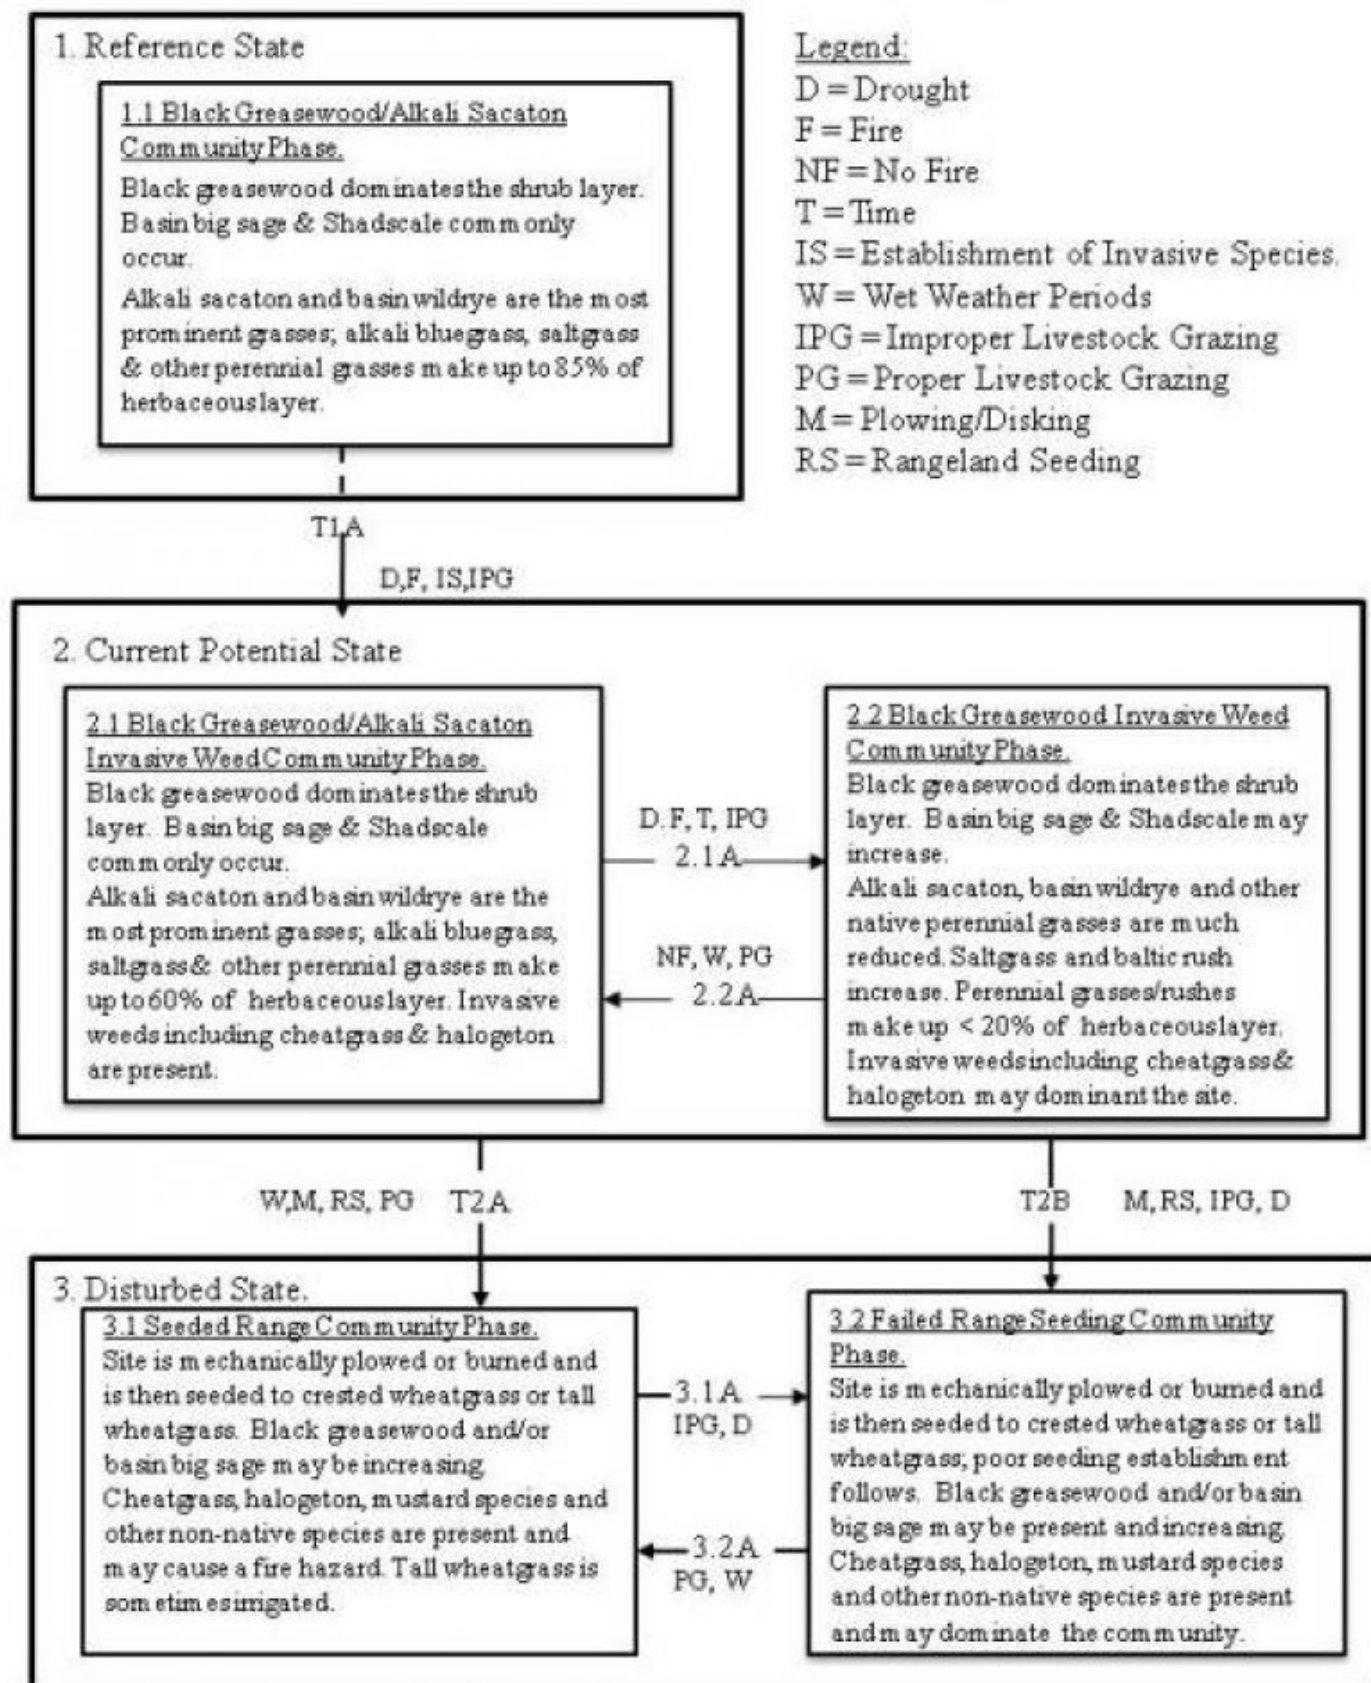 1. Reference State
1.1 Black Greasewood/Alkali Sacaton
Community Phase.
Black greasewood dominates the shrub layer.
Basin big sage & Shadscale commonly
occur.
Alkali sacaton and basin wildrye are the most
prominent grasses; alkali bluegrass, saltgrass
& other perennial grasses make up to 85% of
herbaceous layer.
Legend:
D = Drought
F = Fire
NF = No Fire
T = Time
IS = Establishment of Invasive Species.
W = Wet Weather Periods
IPG = Improper Livestock Grazing
PG = Proper Livestock Grazing
M = Plowing/Disking
RS = Rangeland Seeding
T1A
D,F, IS,IPG
2. Current Potential State
2.1 Black Greasewood/Alkali Sacaton
Invasive Weed Community Phase.
Black greasewood dominates the shrub
layer. Basin big sage & Shadscale
commonly occur.
Alkali sacaton and basin wildrye are the
most prominent grasses; alkali bluegrass,
saltgrass & other perennial grasses make
up to 60% of herbaceous layer. Invasive
weeds including cheatgrass & halogeton
are present.
D. F, T, IPG
2.1A
NF, W, PG
2.2A
2.2 Black Greasewood Invasive Weed
Community Phase.
Black greasewood dominates the shrub
layer. Basin big sage & Shadscale may
increase.
Alkali sacaton, basin wildrye and other
native perennial grasses are much
reduced. Saltgrass and baltic rush
increase. Perennial grasses/rushes
make up < 20% of herbaceous layer.
Invasive weeds including cheatgrass &
halogeton may dominant the site.
W,M, RS, PG T2A
T2B M, RS, IPG, D
3. Disturbed State.
3.1 Seeded Range Community Phase.
Site is mechanically plowed or burned and
is then seeded to crested wheatgrass or tall
wheatgrass. Black greasewood and/or
basin big sage may be increasing.
Cheatgrass, halogeton, mustard species and
other non-native species are present and
may cause a fire hazard. Tall wheatgrass is
sometimes irrigated.
3.1A
IPG, D
3.2A
PG, W
3.2 Failed Range Seeding Community
Phase.
Site is mechanically plowed or burned and
is then seeded to crested wheatgrass or tall
wheatgrass; poor seeding establishment
follows. Black greasewood and/or basin
big sage may be present and increasing.
Cheatgrass, halogeton, mustard species
and other non-native species are present
and may dominate the community.